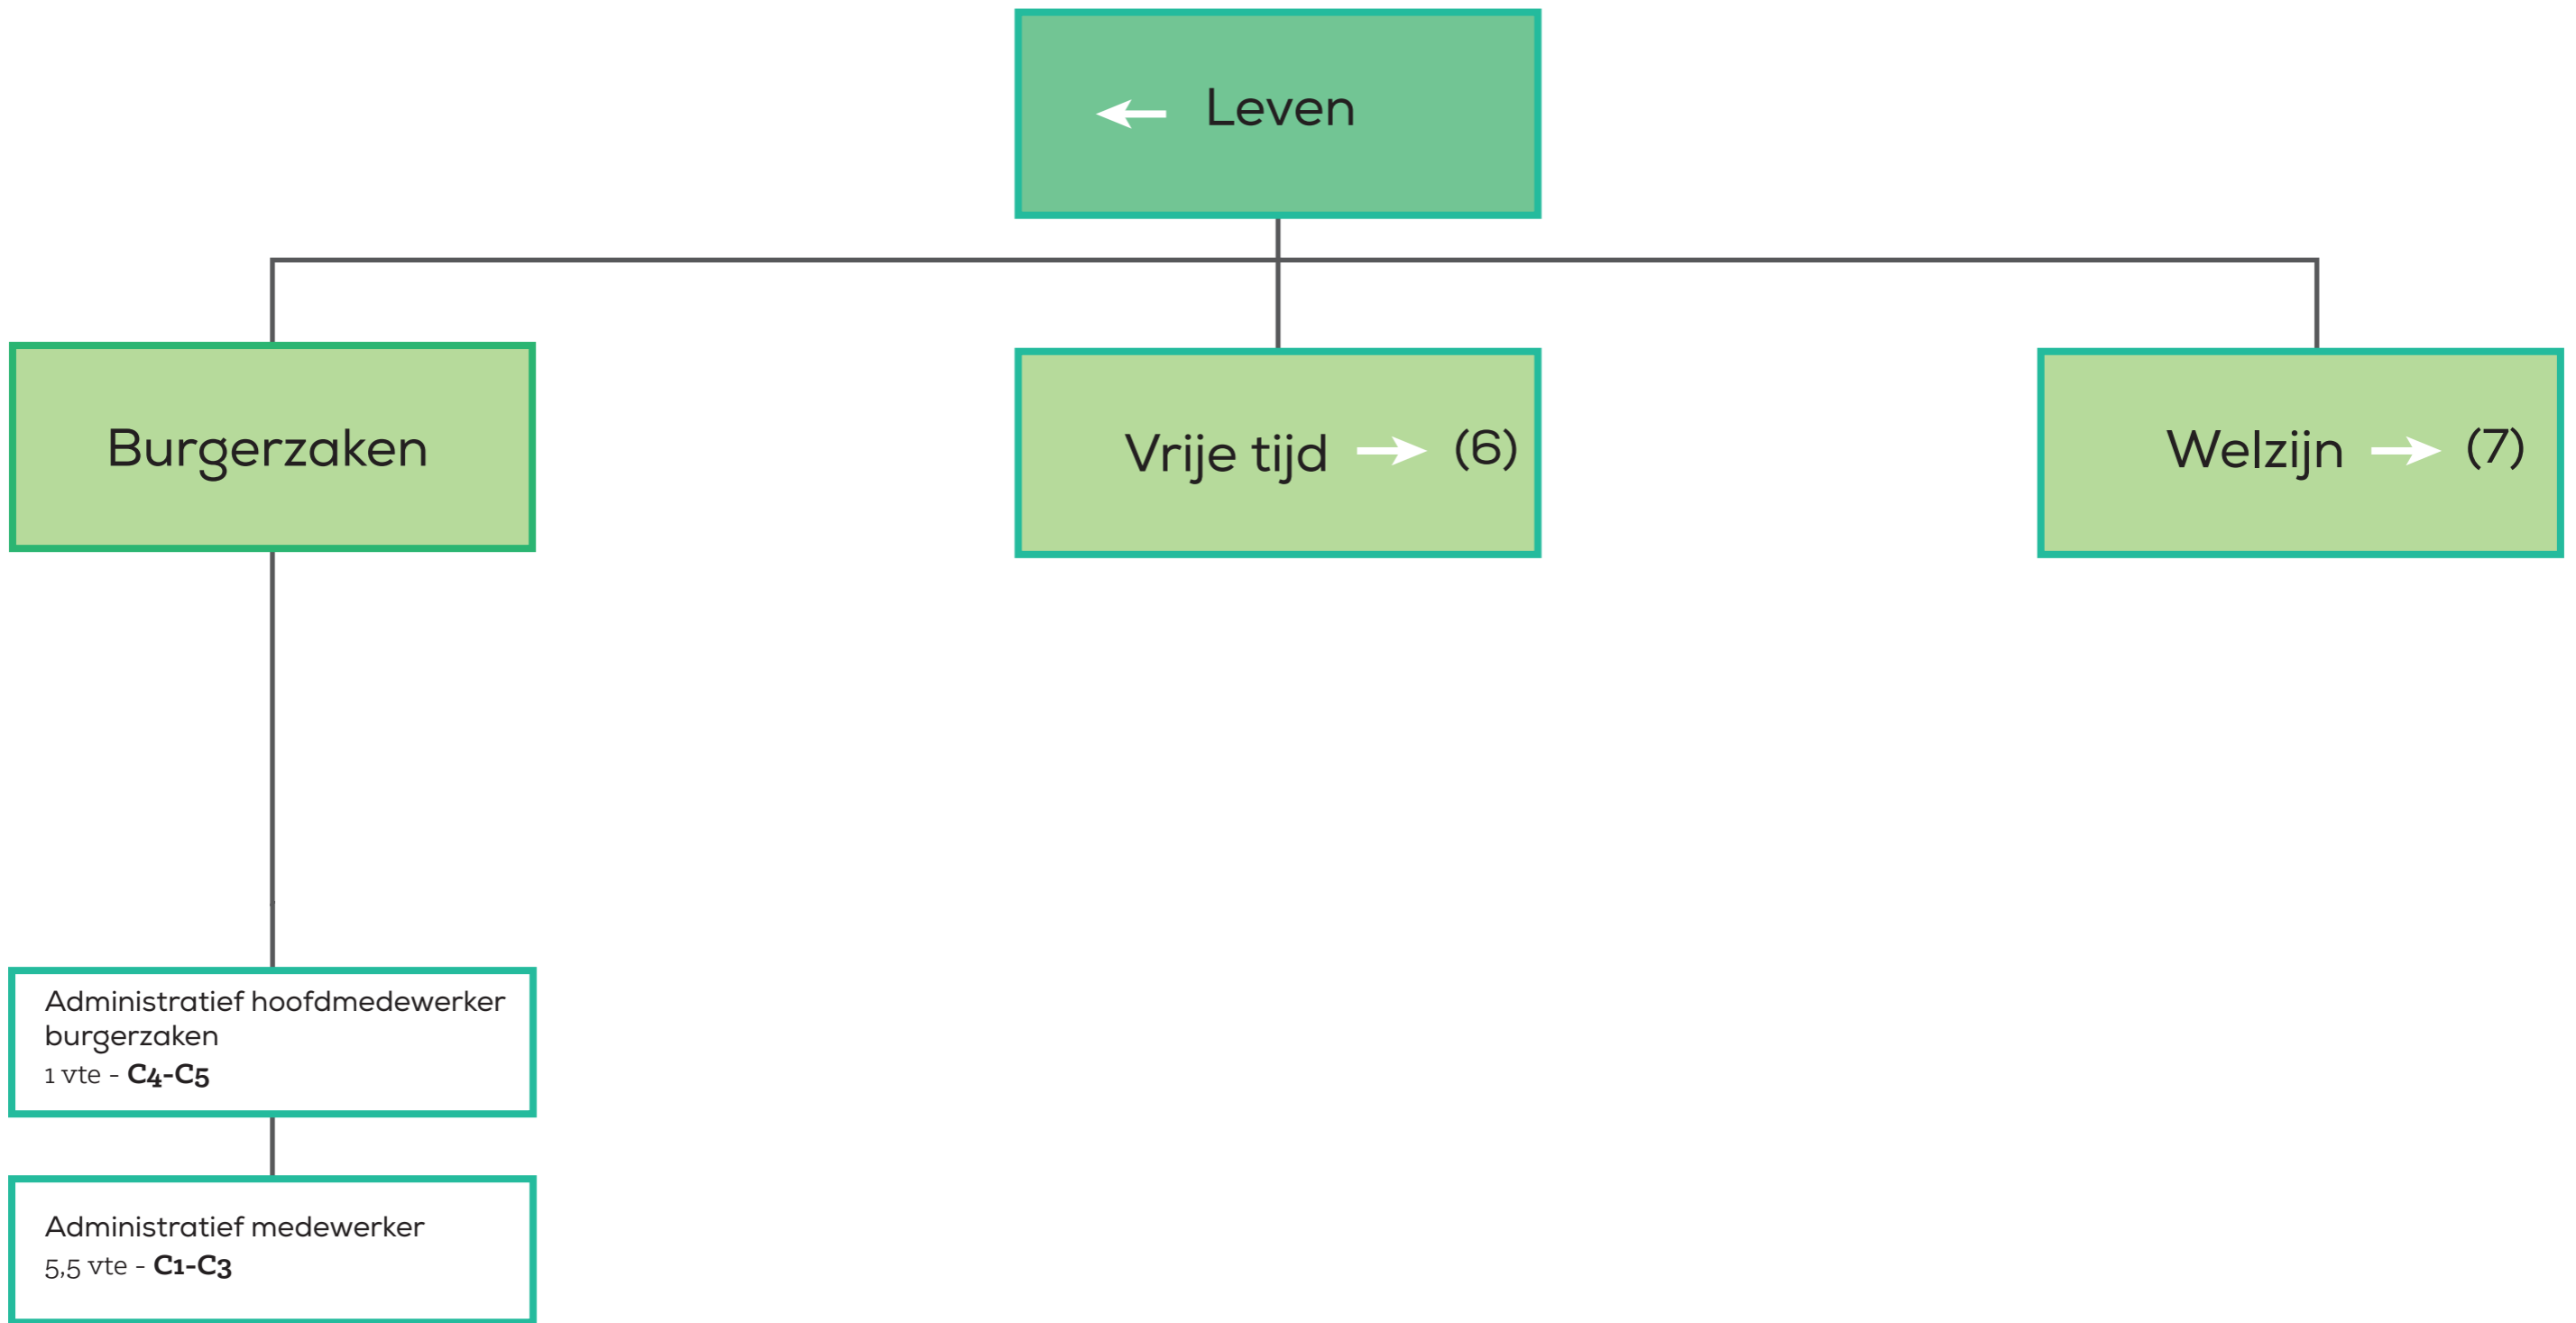 Leven
Burgerzaken
Vrije tijd (6)
Welzijn (7)
Administratief hoofdmedewerker
burgerzaken
1 vte - C4-C5
Administratief medewerker
5,5 vte - C1-C3